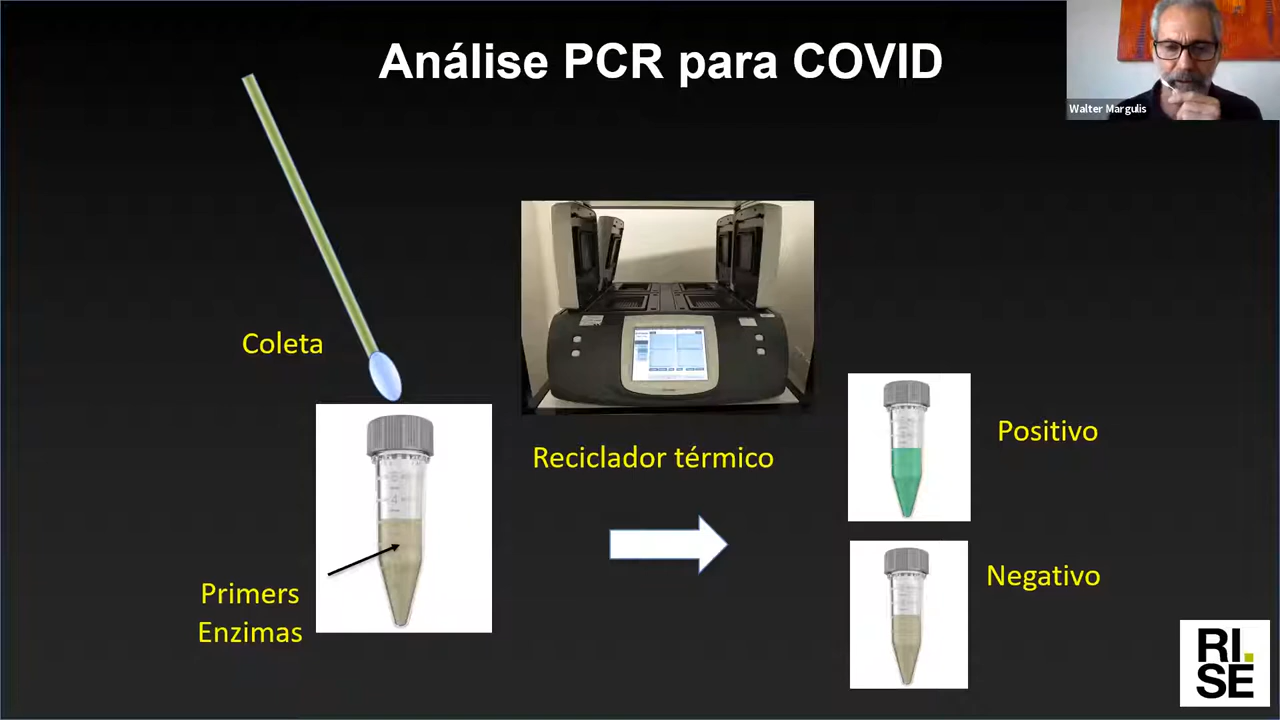 Análise PCR para COVID
Walter Margulis
Coleta
Reciclador térmico
Positivo
Primers
Enzimas
Negativo
RI.
SE